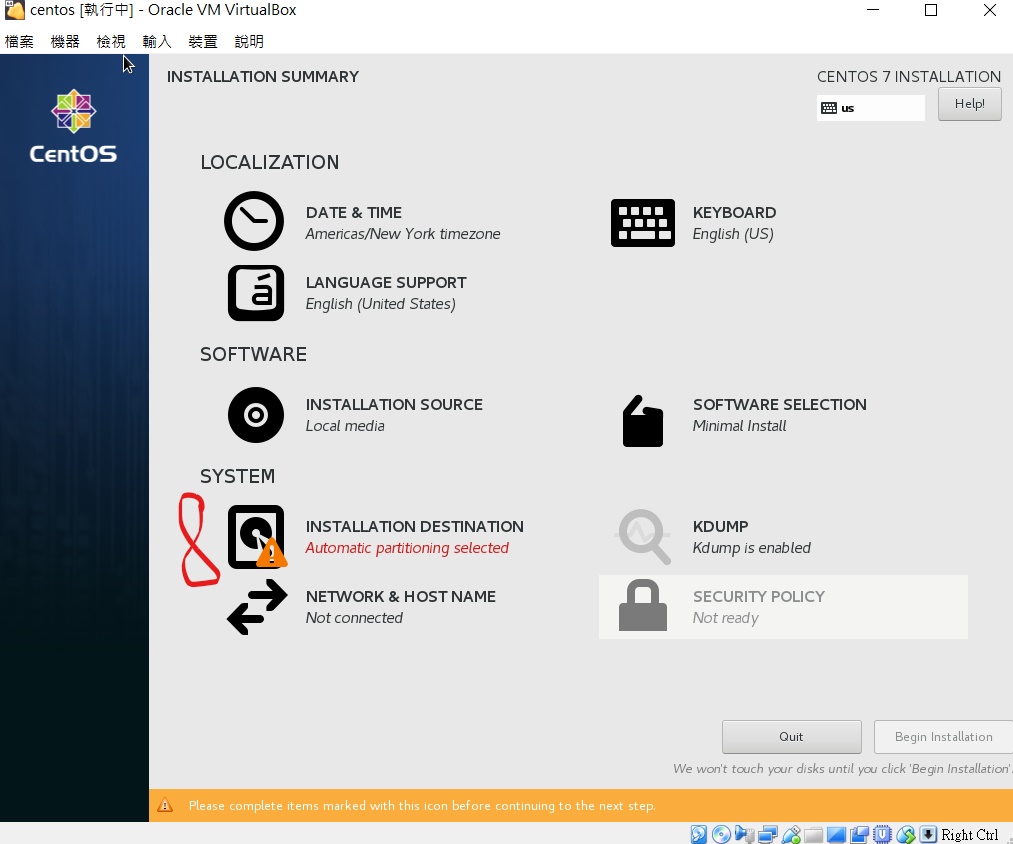 centos [執行中] - Oracle VM VirtualBox
檔案 機器 檢視 輸入 裝置 說明
INSTALLATION SUMMARY
CENTOS 7 INSTALLATION
us
Help!
CentOS
LOCALIZATION
DATE & TIME
Americas/New York timezone
KEYBOARD
English (US)
LANGUAGE SUPPORT
English (United States)
SOFTWARE
INSTALLATION SOURCE
Local media
SOFTWARE SELECTION
Minimal Install
SYSTEM
8
INSTALLATION DESTINATION
Automatic partitioning selected
KDUMP
Kdump is enabled
NETWORK & HOST NAME
Not connected
SECURITY POLICY
Not ready
Quit
Begin Installation
We won't touch your disks until you click 'Begin Installation'.
Please complete items marked with this icon before continuing to the next step.
Right Ctrl